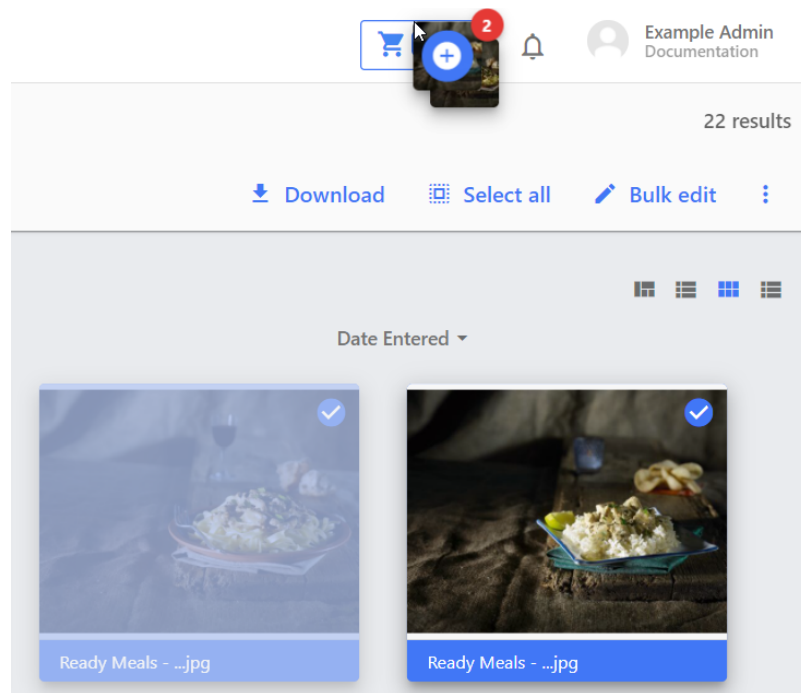 2
Example Admin
Documentation
22 results
Download Select all Bulk edit
Date Entered
Ready Meals - ...jpg Ready Meals - ...jpg